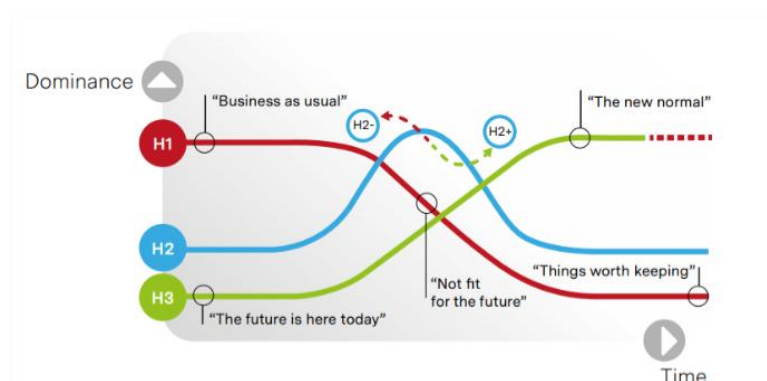 Dominance
"Business as usual"
"The new normal"
H2-
H2+
H1
H2
"Things worth keeping"
"Not fit
for the future"
H3
"The future is here today"
Time